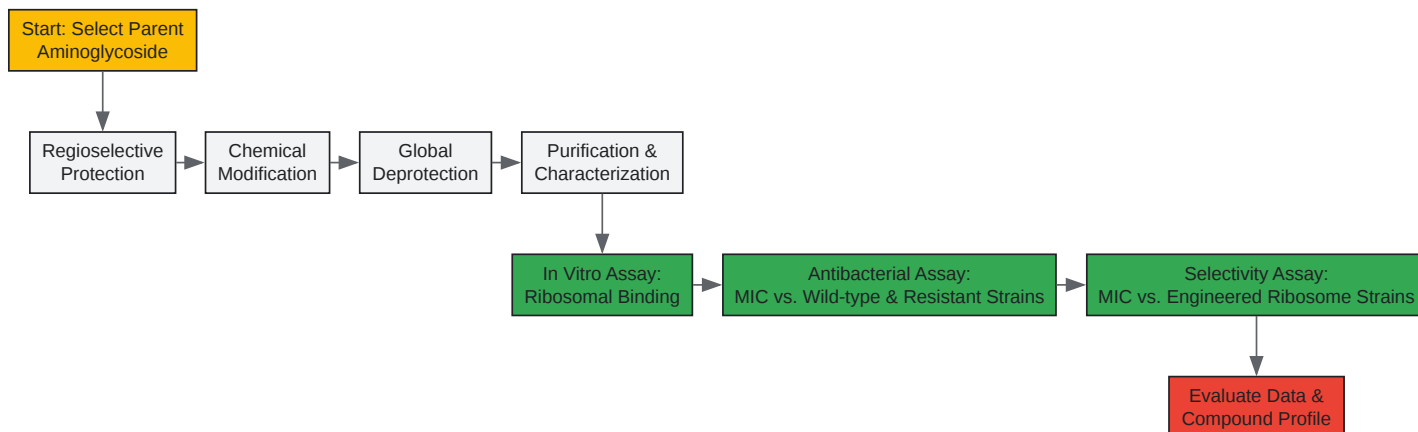 Start: Select Parent
Aminoglycoside
Regioselective
Protection
Chemical
Modification
Global
Deprotection
Purification &
Characterization
In Vitro Assay:
Ribosomal Binding
Antibacterial Assay:
MIC vs. Wild-type & Resistant Strains
Selectivity Assay:
MIC vs. Engineered Ribosome Strains
Evaluate Data &
Compound Profile